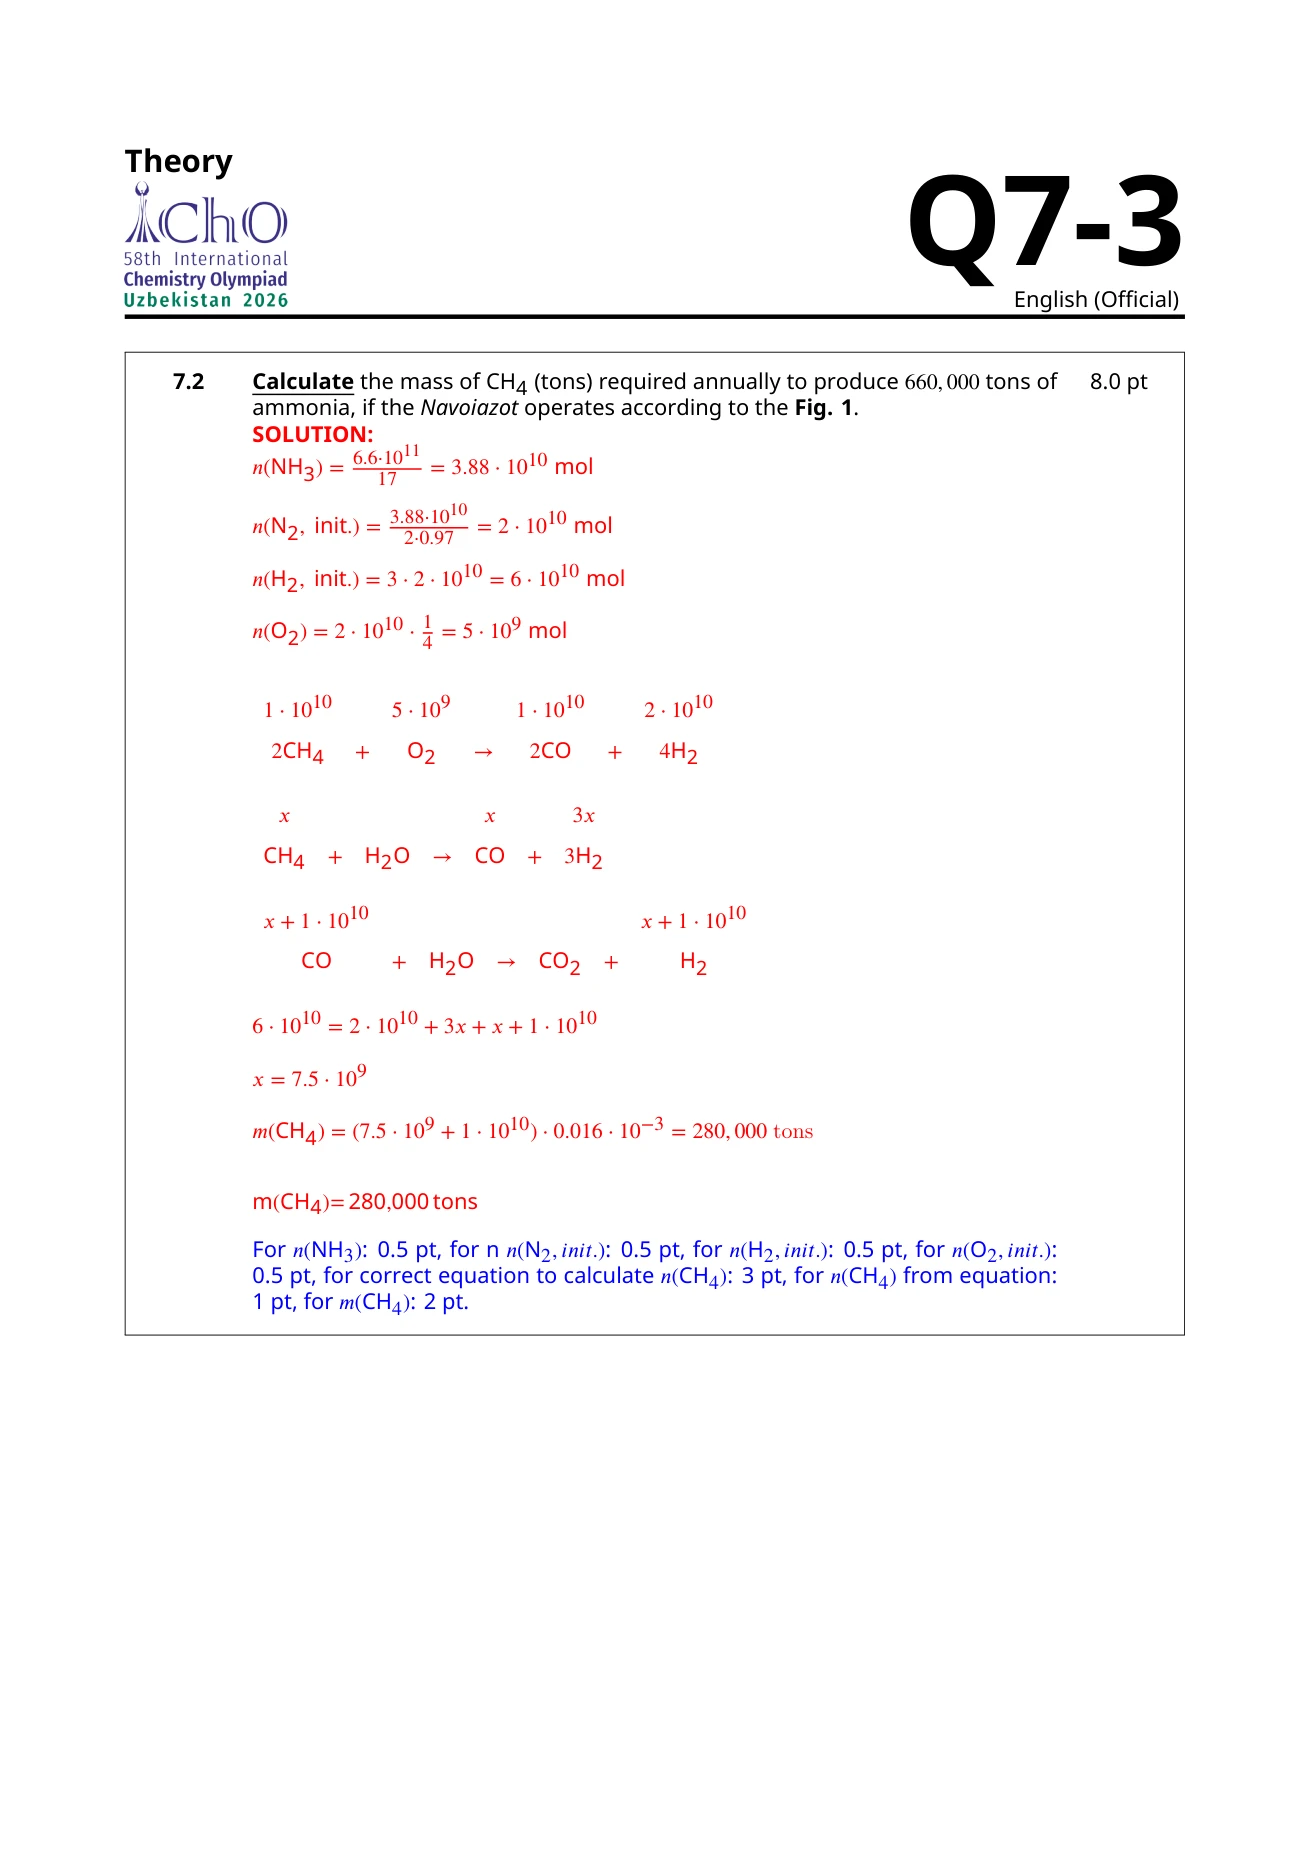 Theory
IChO
58th International
Chemistry Olympiad
Uzbekistan 2026
Q7-3
English (Official)
7.2 Calculate the mass of CH4 (tons) required annually to produce 660, 000 tons of 8.0 pt
ammonia, if the Navoiazot operates according to the Fig. 1.
SOLUTION:
n(NH3) = 6.6·10^11/17 = 3.88 · 10^10 mol
n(N2, init.) = 3.88·10^10/2·0.97 = 2 · 10^10 mol
n(H2, init.) = 3 · 2 · 10^10 = 6 · 10^10 mol
n(O2) = 2 · 10^10 · 1/4 = 5 · 10^9 mol
1 · 10^10 5 · 10^9 1 · 10^10 2 · 10^10
2CH4 + O2 → 2CO + 4H2
x x 3x
CH4 + H2O → CO + 3H2
x + 1 · 10^10 x + 1 · 10^10
CO + H2O → CO2 + H2
6 · 10^10 = 2 · 10^10 + 3x + x + 1 · 10^10
x = 7.5 · 10^9
m(CH4) = (7.5 · 10^9 + 1 · 10^10) · 0.016 · 10^−3 = 280, 000 tons
m(CH4)= 280,000 tons
For n(NH3): 0.5 pt, for n n(N2, init.): 0.5 pt, for n(H2, init.): 0.5 pt, for n(O2, init.):
0.5 pt, for correct equation to calculate n(CH4): 3 pt, for n(CH4) from equation:
1 pt, for m(CH4): 2 pt.